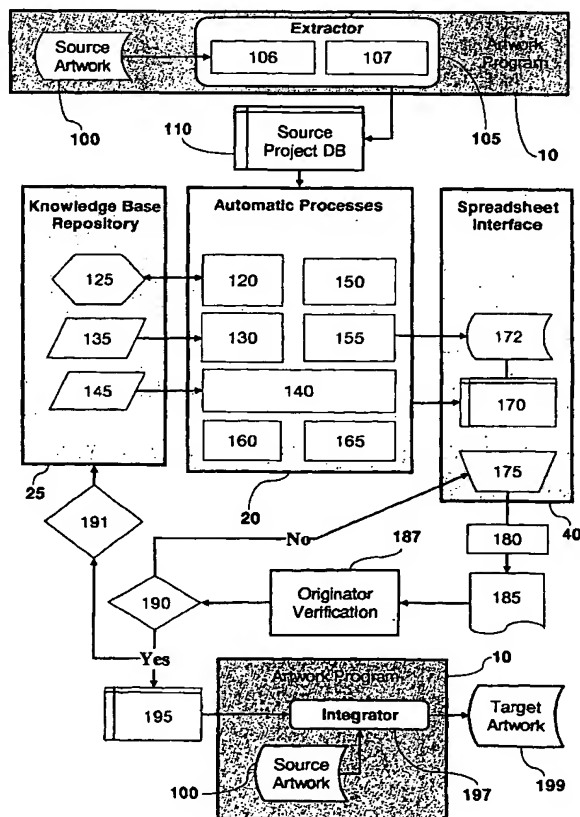 Extractor
Source
Artwork
106
107
Artwork
Program
100
105
10
110
Source
Project DB
Knowledge Base
Repository
Automatic Processes
Spreadsheet
Interface
125
120
150
135
130
155
172
145
140
170
160
165
175
25
20
40
191
No
187
180
190
Originator
Verification
185
Yes
10
Artwork Program
195
Integrator
Target
Artwork
Source
Artwork
100
197
199